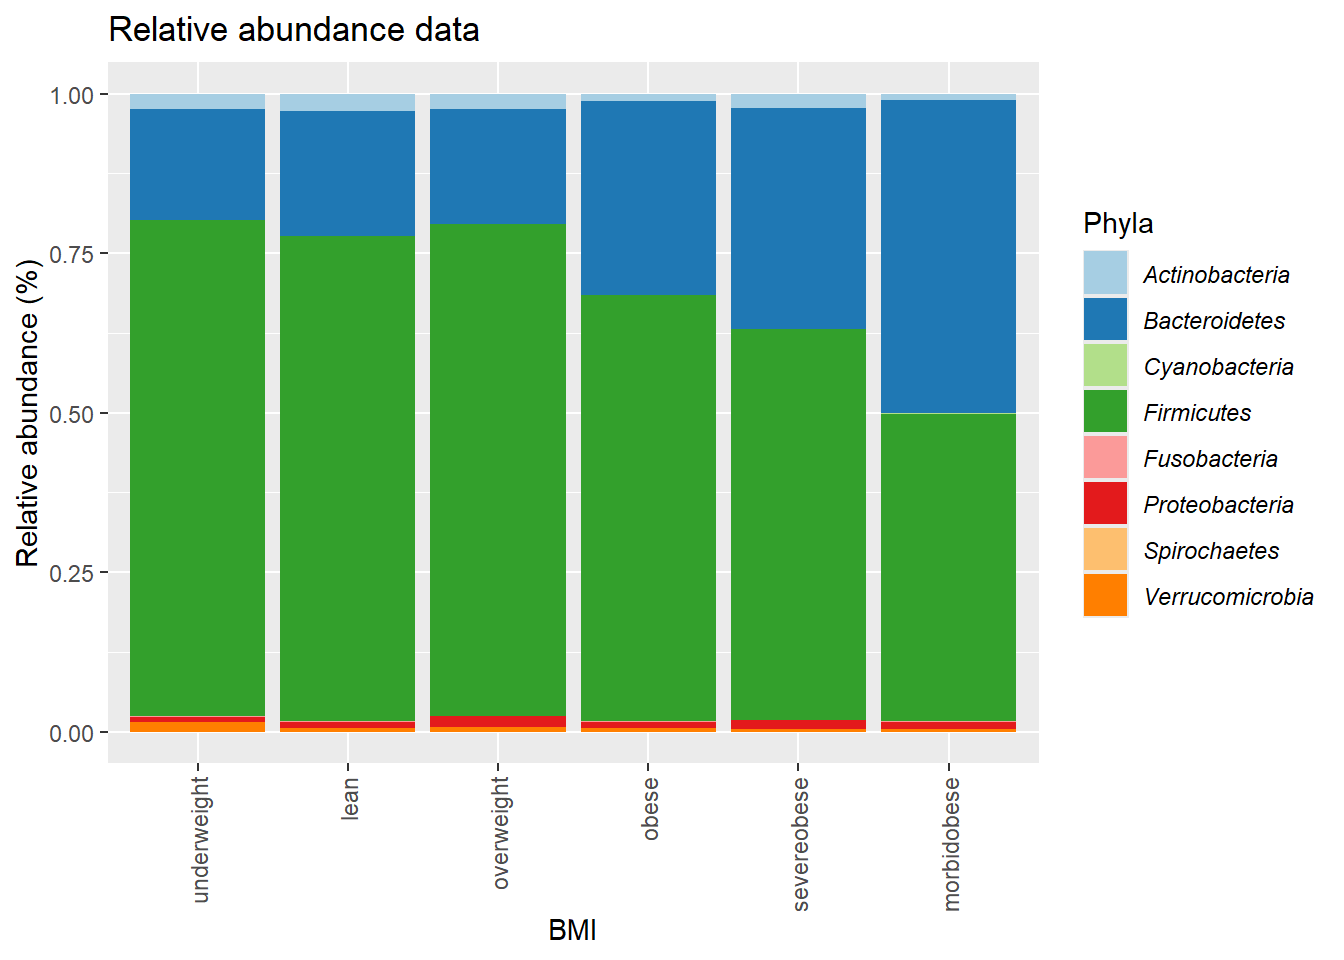 Relative abundance data
Relative abundance (%)
1.00
0.75
0.50
0.25
0.00
underweight
lean
overweight
obese
severeobese
morbidobese
BMI
Phyla
Actinobacteria
Bacteroidetes
Cyanobacteria
Firmicutes
Fusobacteria
Proteobacteria
Spirochaetes
Verrucomicrobia